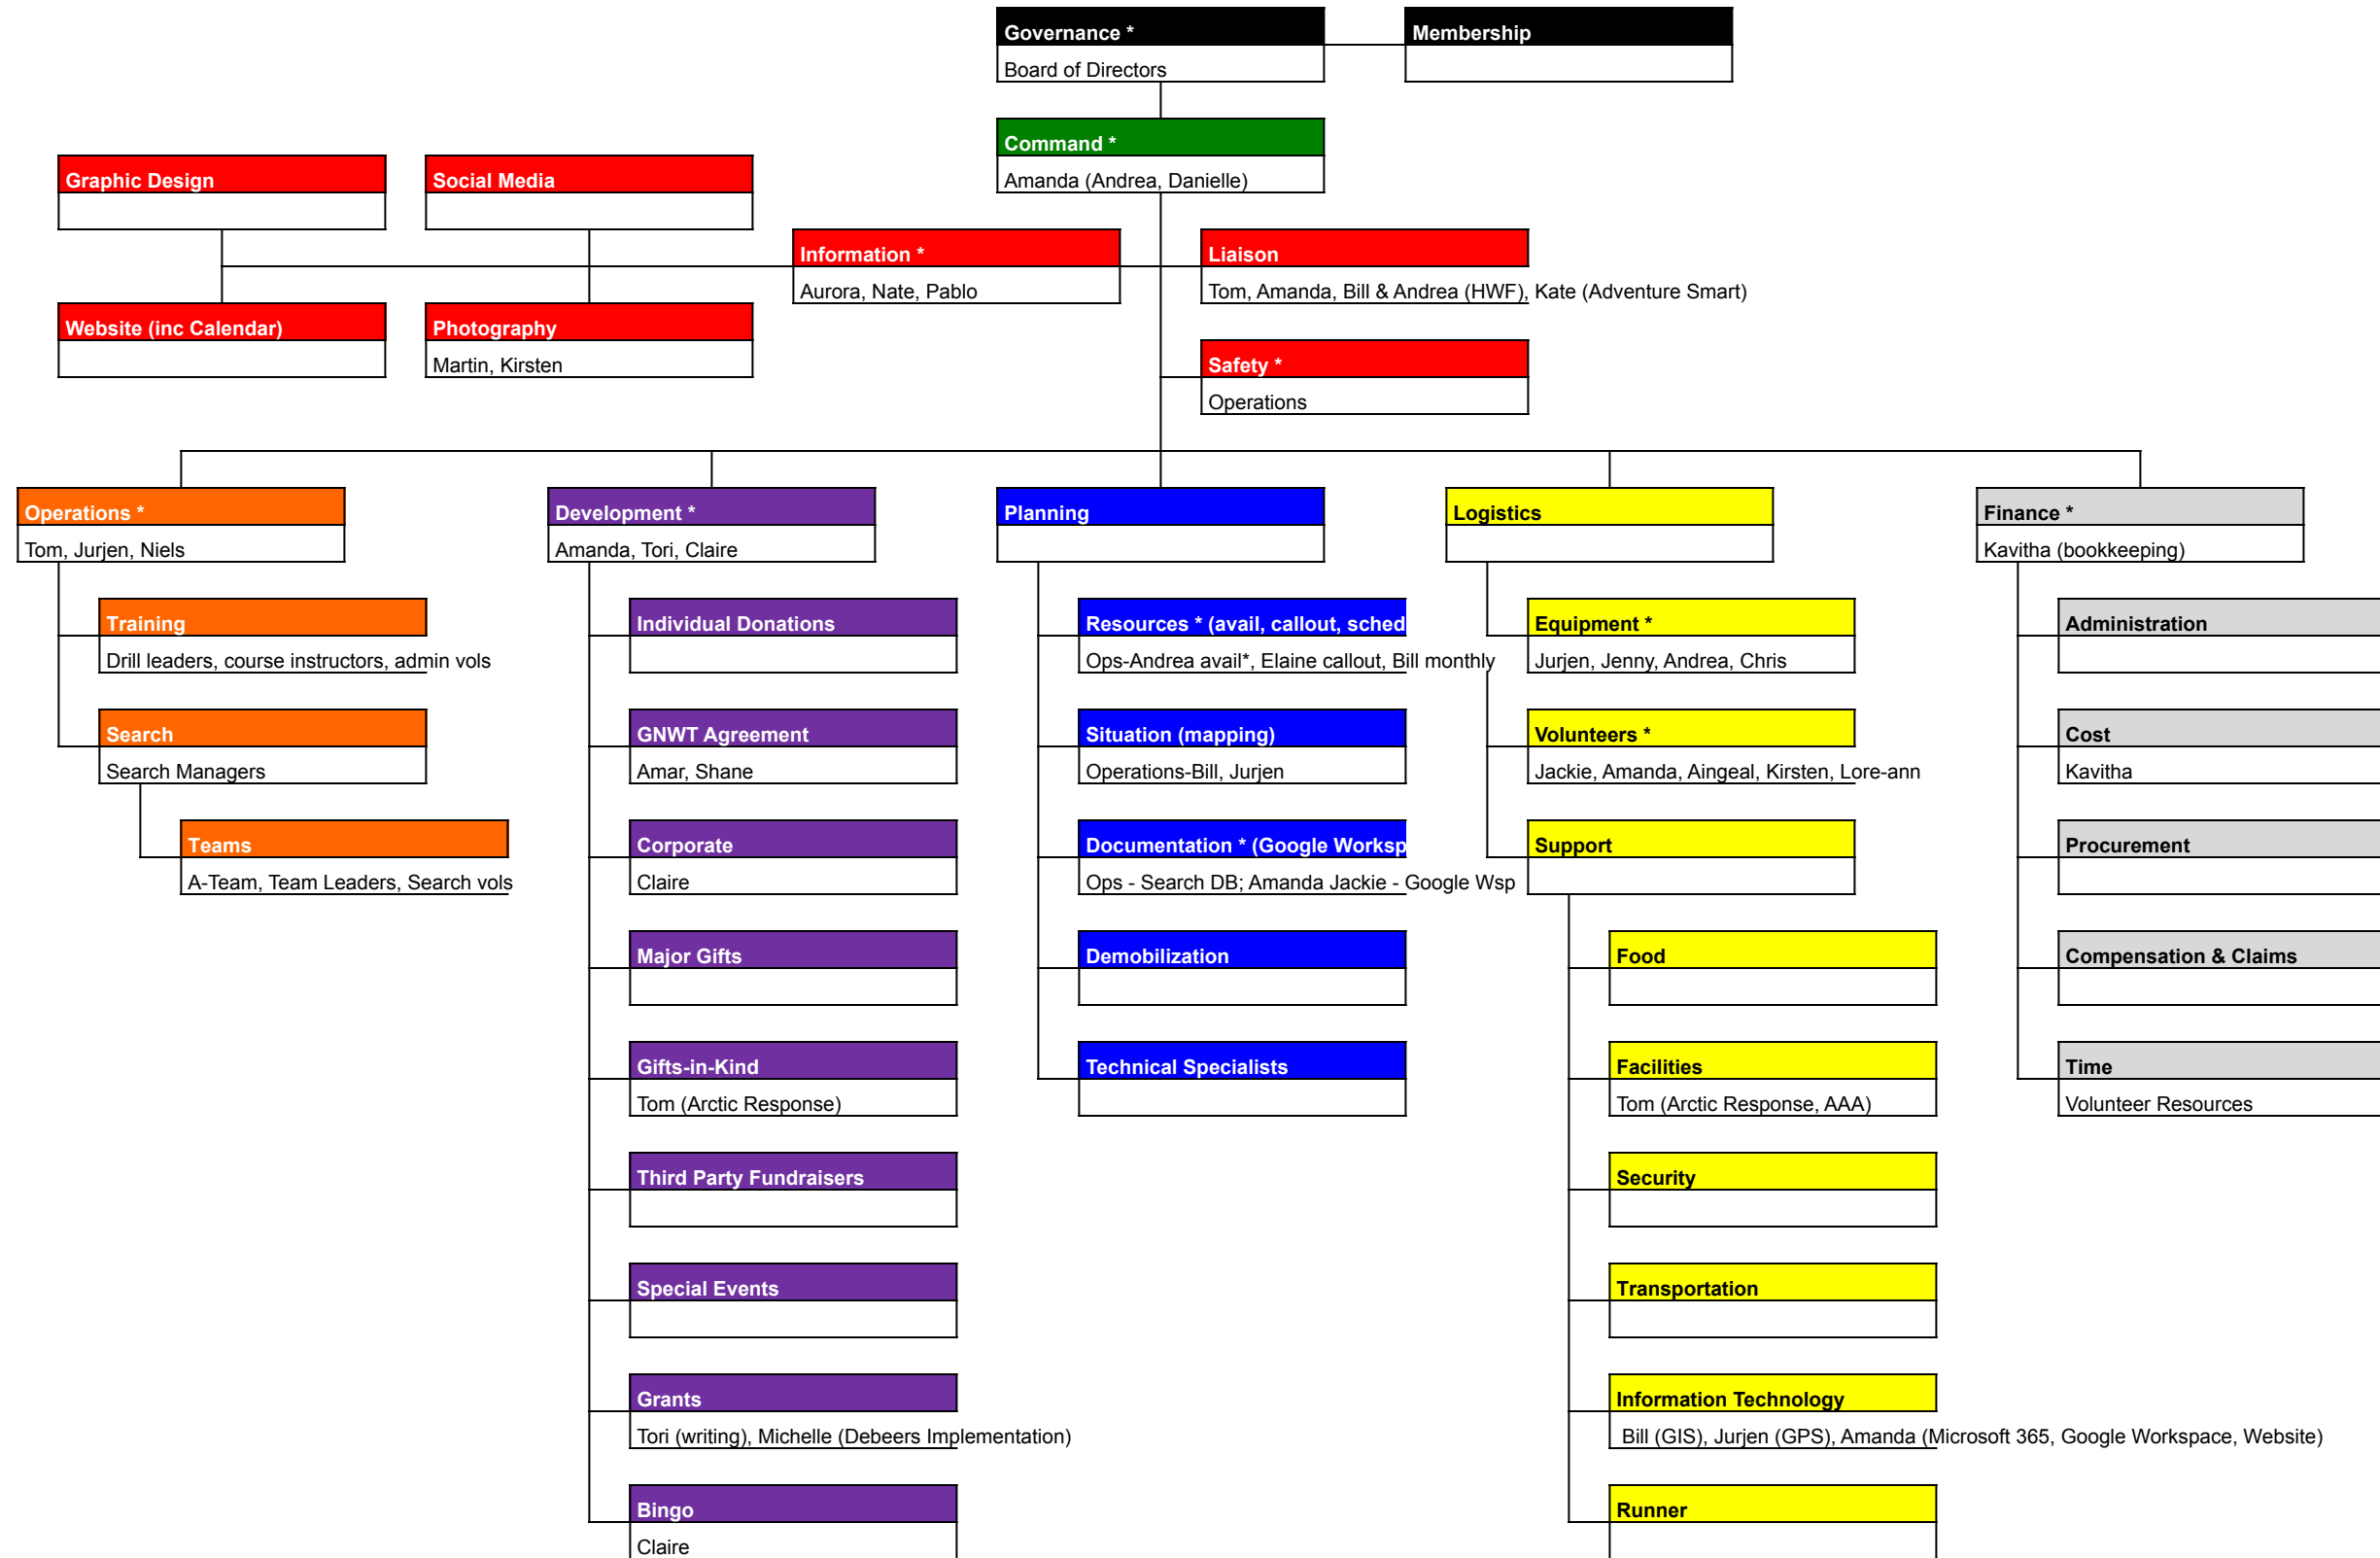 Governance *
Board of Directors
Membership
Command *
Amanda (Andrea, Danielle)
Graphic Design
Social Media
Information *
Aurora, Nate, Pablo
Liaison
Tom, Amanda, Bill & Andrea (HWF), Kate (Adventure Smart)
Website (inc Calendar)
Photography
Martin, Kirsten
Safety *
Operations
Operations *
Tom, Jurjen, Niels
Training
Drill leaders, course instructors, admin vols
Search
Search Managers
Teams
A-Team, Team Leaders, Search vols
Development *
Amanda, Tori, Claire
Individual Donations
GNWT Agreement
Amar, Shane
Corporate
Claire
Major Gifts
Gifts-in-Kind
Tom (Arctic Response)
Third Party Fundraisers
Special Events
Grants
Tori (writing), Michelle (Debeers Implementation)
Bingo
Claire
Planning
Resources * (avail, callout, sched
Ops-Andrea avail*, Elaine callout, Bill monthly
Situation (mapping)
Operations-Bill, Jurjen
Documentation * (Google Worksp
Ops - Search DB; Amanda Jackie - Google Wsp
Demobilization
Technical Specialists
Logistics
Equipment *
Jurjen, Jenny, Andrea, Chris
Volunteers *
Jackie, Amanda, Aingeal, Kirsten, Lore-ann
Support
Food
Facilities
Tom (Arctic Response, AAA)
Security
Transportation
Information Technology
Bill (GIS), Jurjen (GPS), Amanda (Microsoft 365, Google Workspace, Website)
Runner
Finance *
Kavitha (bookkeeping)
Administration
Cost
Kavitha
Procurement
Compensation & Claims
Time
Volunteer Resources